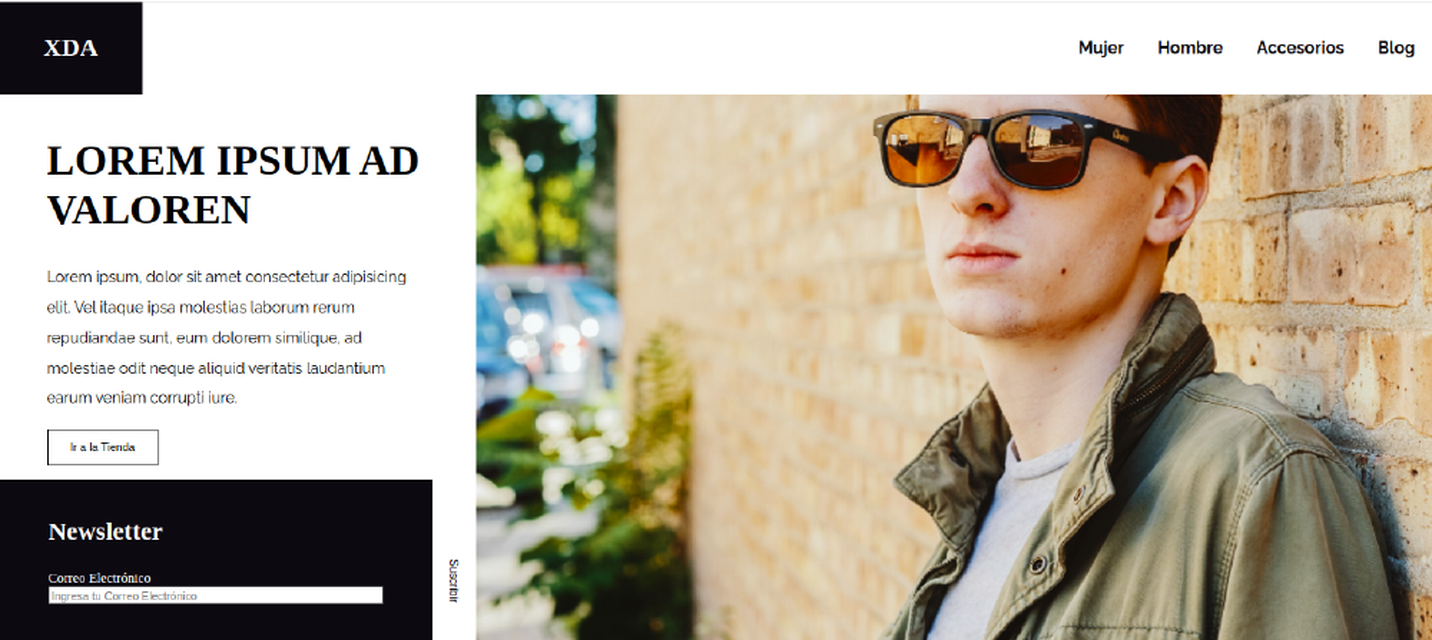 XDA
Mujer Hombre Accesorios Blog
LOREM IPSUM AD
VALOREN
Lorem ipsum, dolor sit amet consectetur adipisicing
elit. Vel itaque ipsa molestias laborum rerum
repudiandae sunt, eum dolorem similique, ad
molestiae odit neque aliquid veritatis laudantium
earum veniam corrupti iure.
Ir a la Tienda
Newsletter
Correo Electrónico
Ingresa tu Correo Electrónico
Suscribir